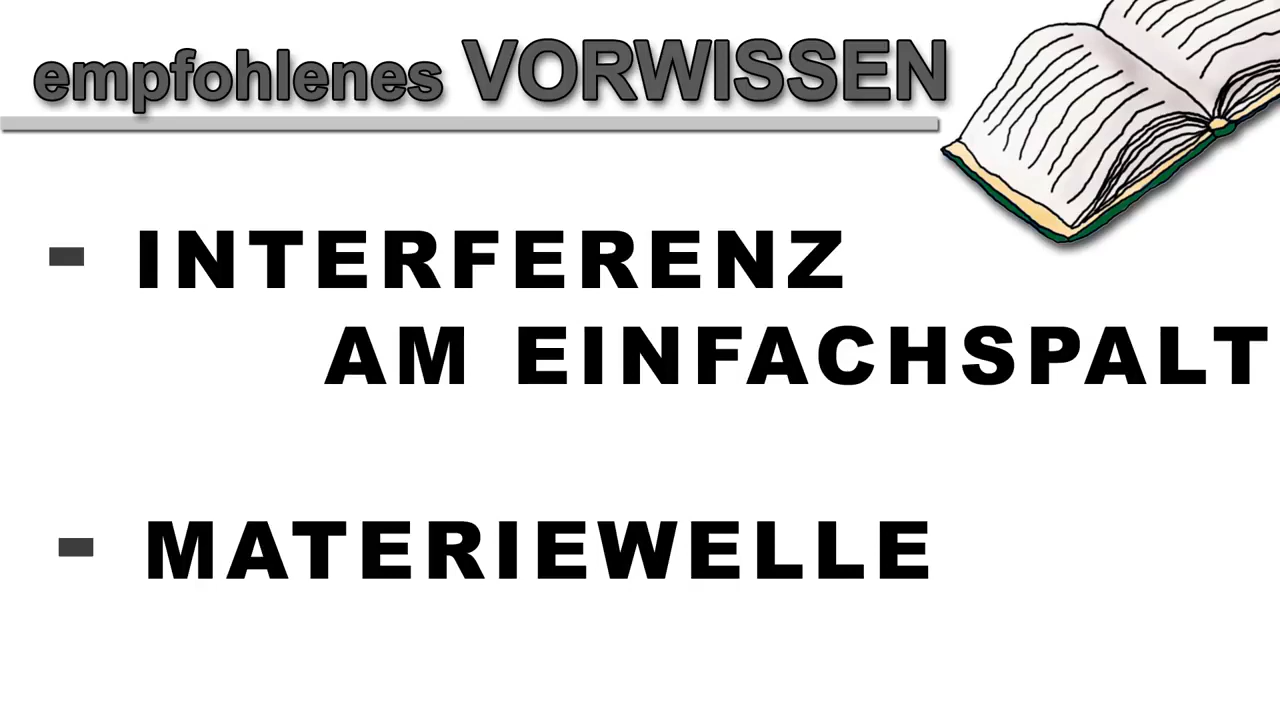 empfohlenes VORWISSEN
- INTERFERENZ
AM EINFACHSPALT
- MATERIEWELLE